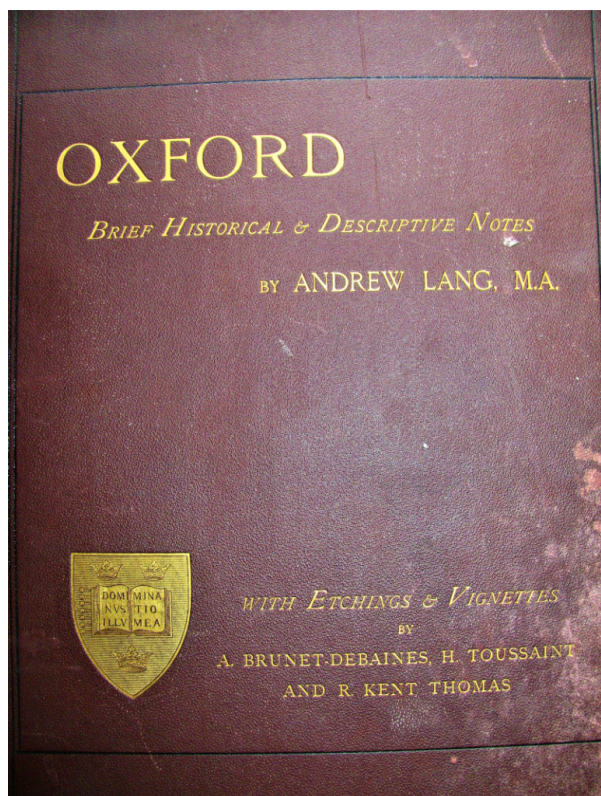 OXFORD
BRIEF HISTORICAL & DESCRIPTIVE NOTES
BY ANDREW LANG, M.A.
DOM MINA
NVS TIO
ILLV MEA
WITH ETCHINGS & VIGNETTES
BY
A. BRUNET-DEBAINES, H. TOUSSAINT
AND R. KENT THOMAS